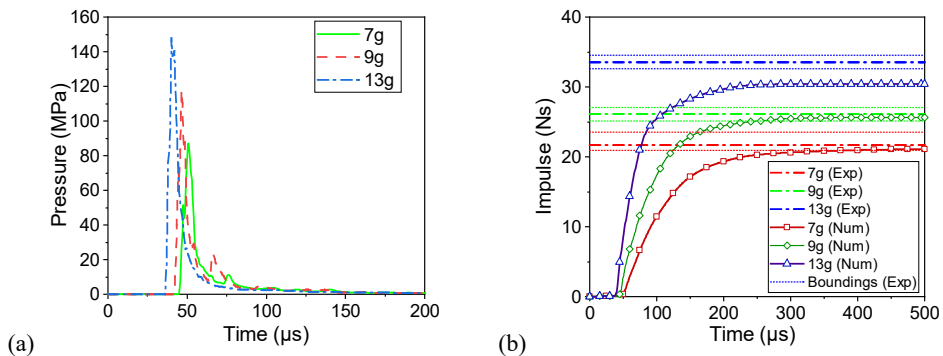 160
140
120
100
80
60
40
20
0
Pressure (MPa)
7g
9g
13g
0 50 100 150 200
Time (µs)
(a)
40
30
20
10
0
Impulse (Ns)
7g (Exp)
9g (Exp)
13g (Exp)
7g (Num)
9g (Num)
13g (Num)
Boundings (Exp)
0 100 200 300 400 500
Time (µs)
(b)